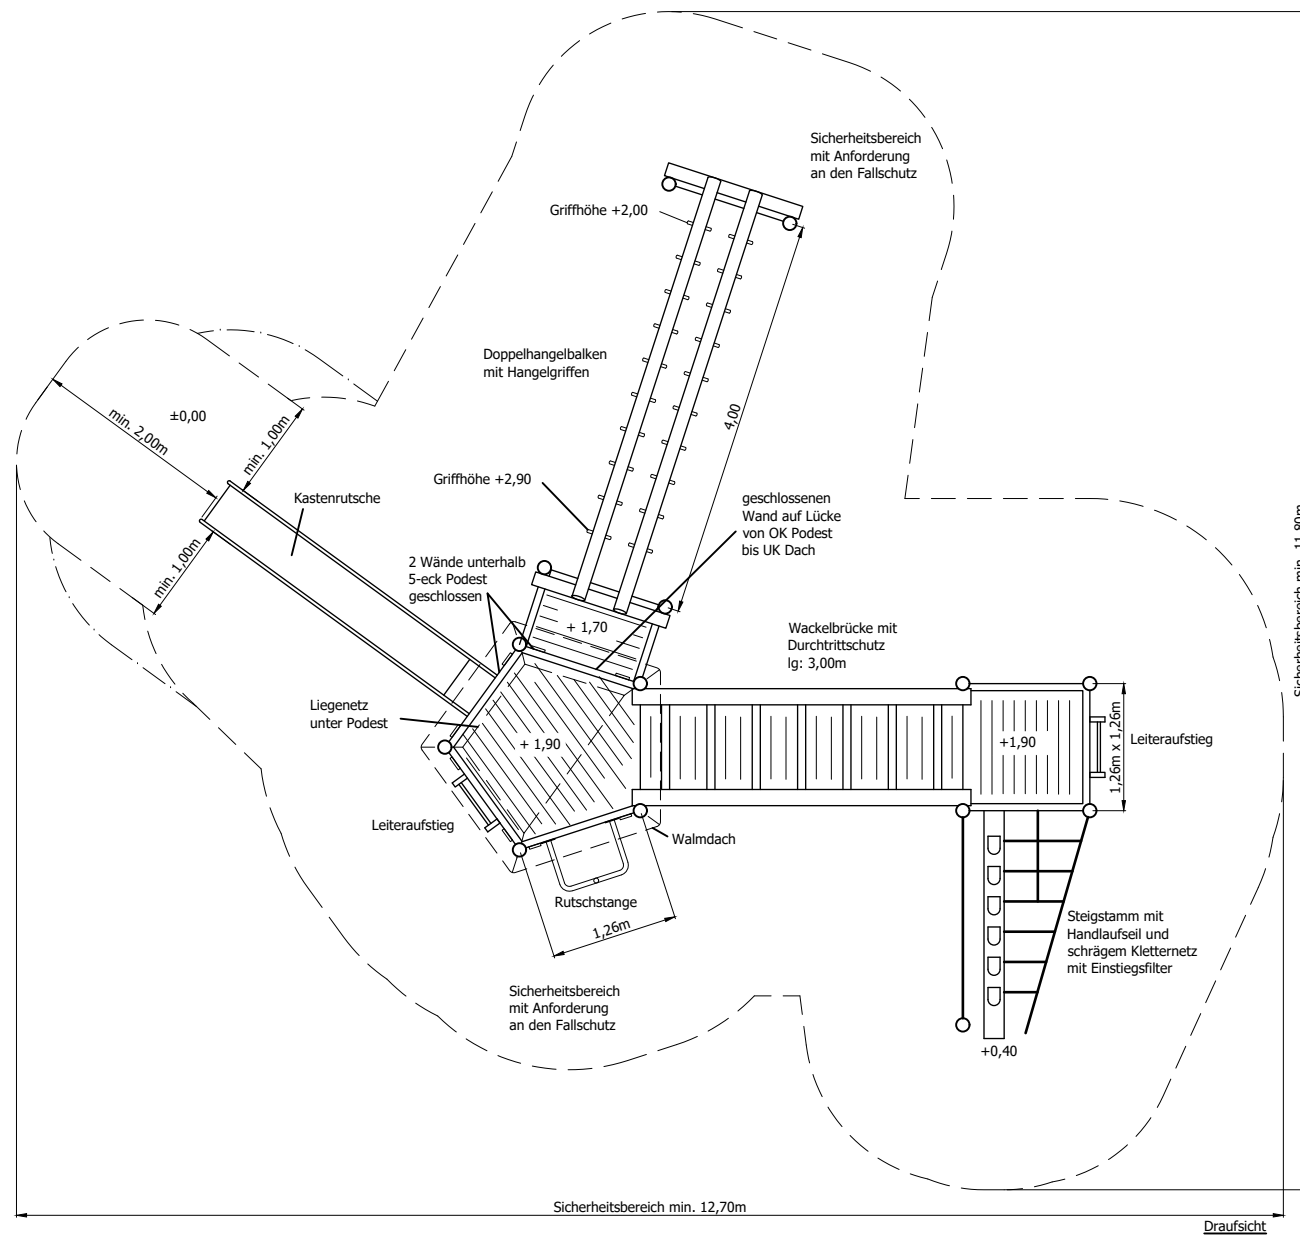 Sicherheitsbereich
mit Anforderung
an den Fallschutz
Griffhöhe +2,00
Doppelhangelbalken
mit Hangelgriffen
4,00
±0,00
min. 2,00m
min. 1,00m
min. 1,00m
Kastenrutsche
Griffhöhe +2,90
geschlossenen
Wand auf Lücke
von OK Podest
bis UK Dach
2 Wände unterhalb
5-eck Podest
geschlossen
+ 1,70
Wackelbrücke mit
Durchtrittschutz
lg: 3,00m
Liegenetz
unter Podest
+ 1,90
+1,90
1,26m x 1,26m
Leiteraufstieg
Sicherheitsbereich min. 11,80m
Leiteraufstieg
Walmdach
Rutschstange
1,26m
Steigstamm mit
Handlaufseil und
schrägem Kletternetz
mit Einstiegsfilter
+0,40
Sicherheitsbereich
mit Anforderung
an den Fallschutz
Sicherheitsbereich min. 12,70m
Draufsicht